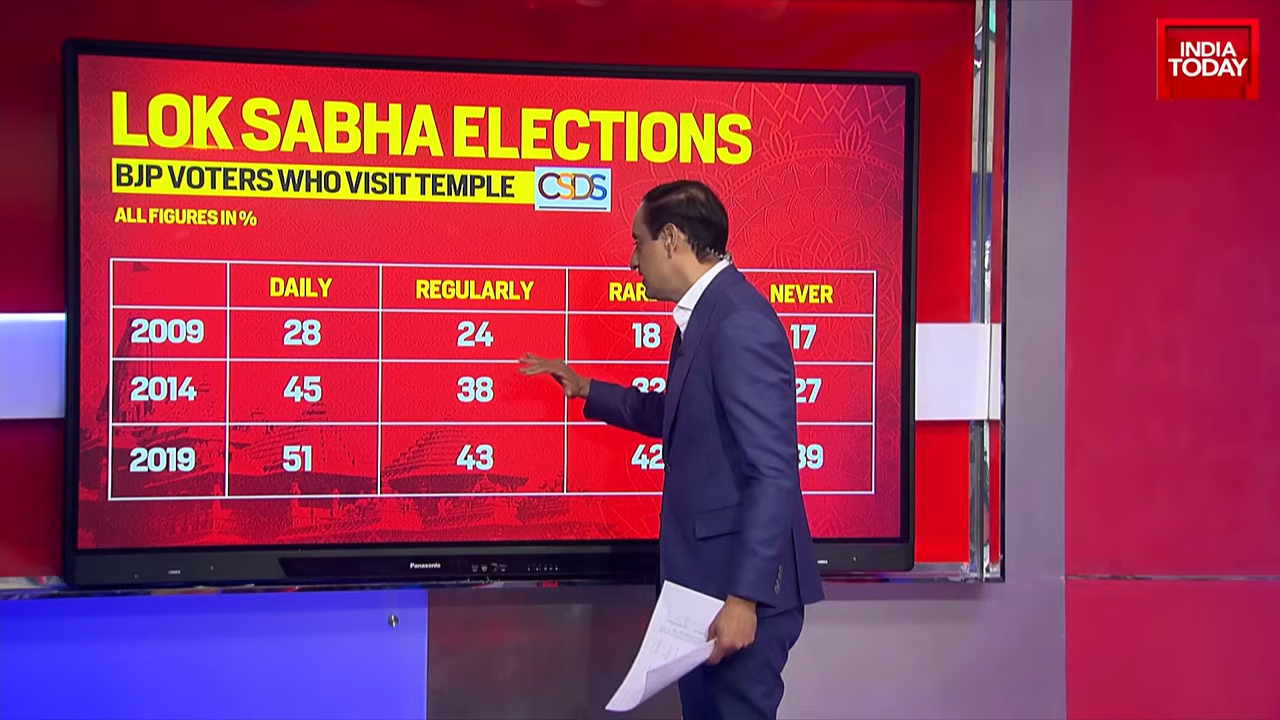 INDIA
TODAY
LOK SABHA ELECTIONS
BJP VOTERS WHO VISIT TEMPLE CSDS
ALL FIGURES IN %
DAILY REGULARLY NEVER
2009 28 24 18 17
2014 45 38 27
2019 51 43 42 39
Panasonic